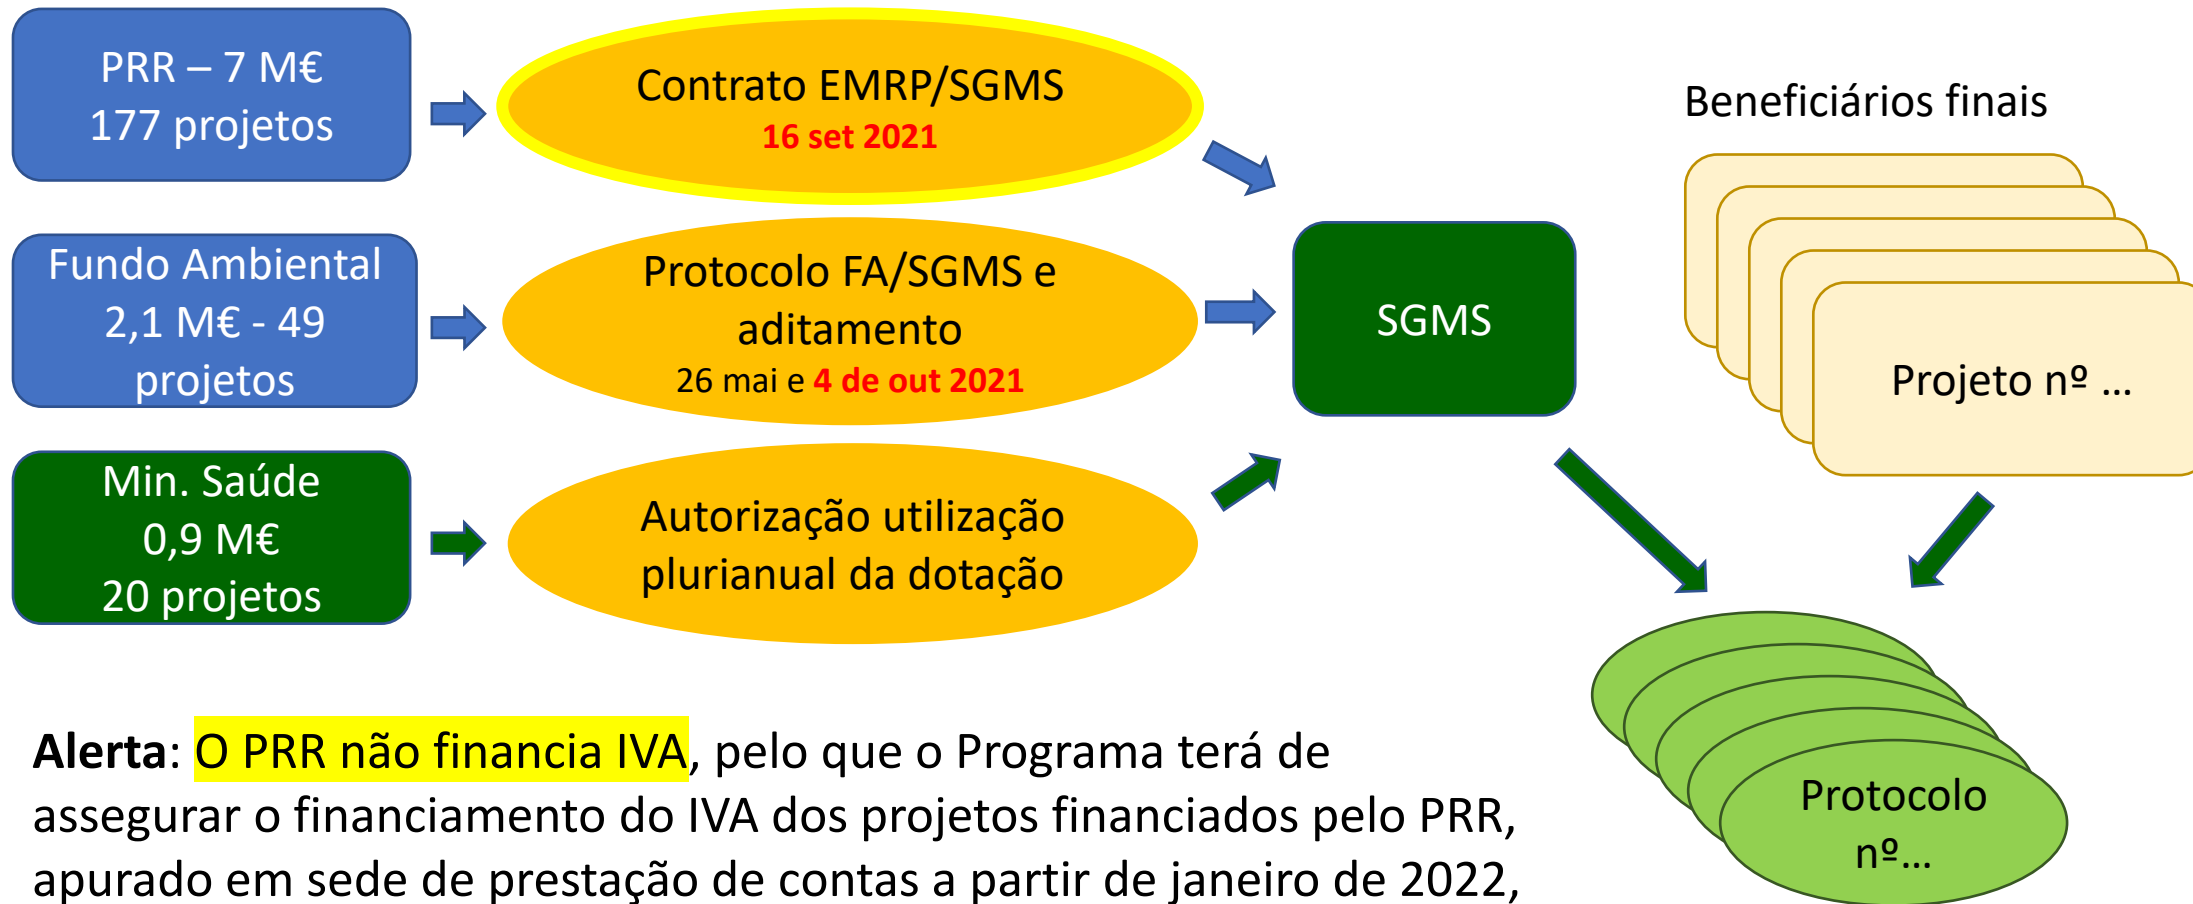 PRR – 7 M€
177 projetos
Contrato EMRP/SGMS
16 set 2021
Beneficiários finais
Fundo Ambiental
2,1 M€ - 49
projetos
Protocolo FA/SGMS e
aditamento
26 mai e 4 de out 2021
SGMS
Projeto nº ...
Min. Saúde
0,9 M€
20 projetos
Autorização utilização
plurianual da dotação
Protocolo
nº...
Alerta: O PRR não financia IVA, pelo que o Programa terá de
assegurar o financiamento do IVA dos projetos financiados pelo PRR,
apurado em sede de prestação de contas a partir de janeiro de 2022,